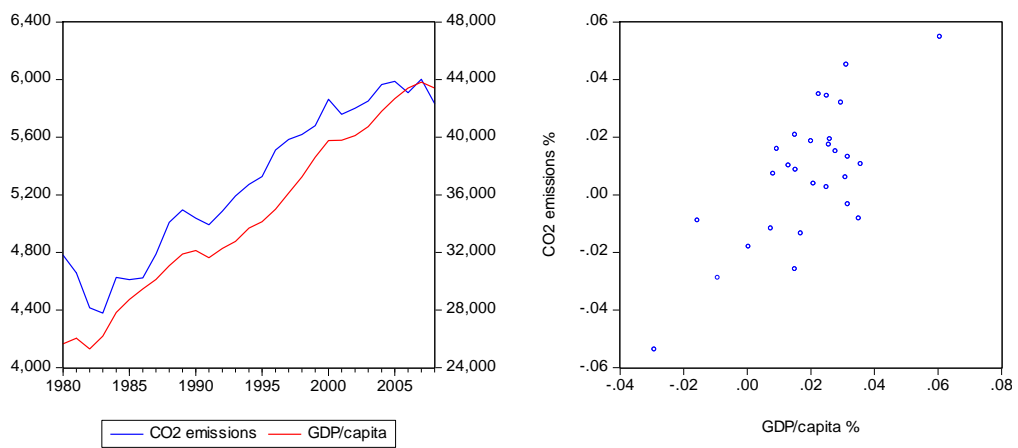 6,400 48,000
6,000 44,000
5,600 40,000
5,200 36,000
4,800 32,000
4,400 28,000
4,000 24,000
1980 1985 1990 1995 2000 2005
CO2 emissions GDP/capita
CO2 emissions %
.06
.04
.02
.00
-.02
-.04
-.06
-.04 -.02 .00 .02 .04 .06 .08
GDP/capita %